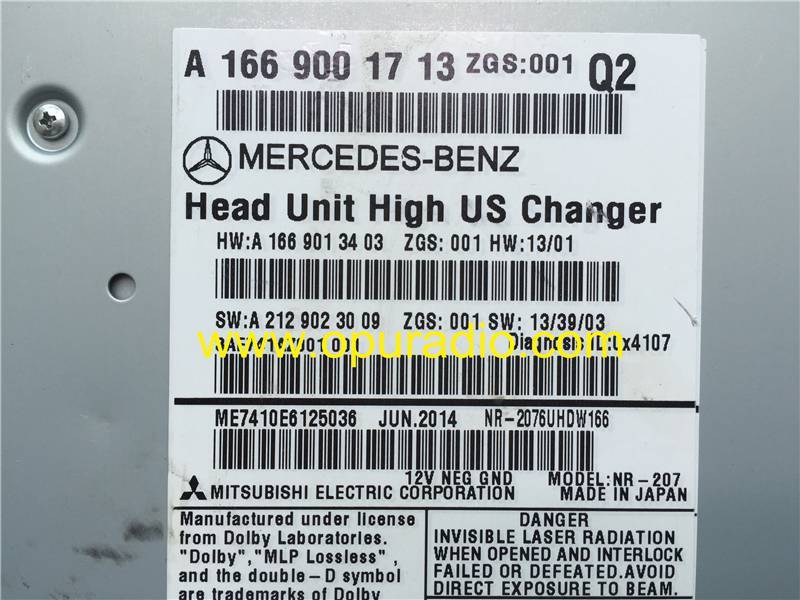 A 166 900 17 13 ZGS:001 Q2
MERCEDES-BENZ
Head Unit High US Changer
HW:A 166 901 34 03 ZGS: 001 HW:13/01
SW:A 212 902 30 09 ZGS: 001 SW: 13/39/03
www.opuradio.com
ME7410E6125036 JUN.2014 NR-2076UHDW166
12V NEG GND MODEL:NR-207
MITSUBISHI ELECTRIC CORPORATION MADE IN JAPAN
Manufactured under license
from Dolby Laboratories.
"Dolby","MLP Lossless",
and the double-D symbol
are trademarks of Dolby
DANGER
INVISIBLE LASER RADIATION
WHEN OPENED AND INTERLOCK
FAILED OR DEFEATED.AVOID
DIRECT EXPOSURE TO BEAM.